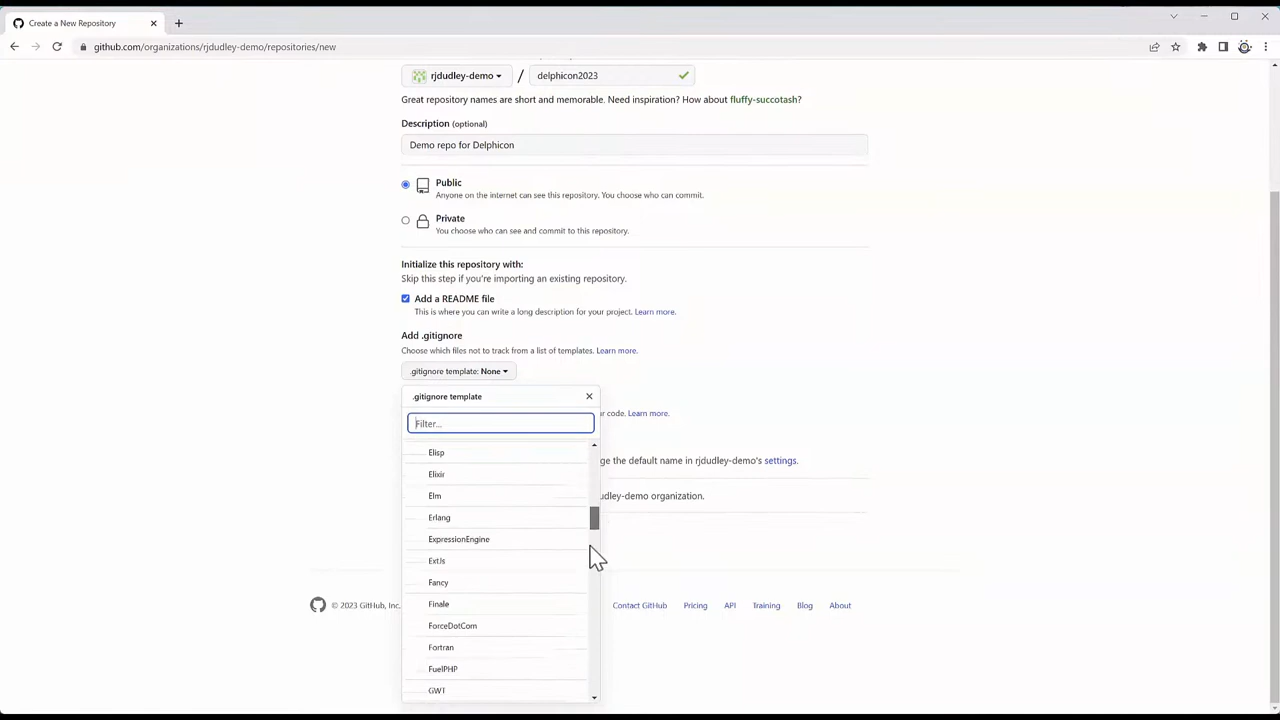 Create a New Repository
github.com/organizations/rjdudley-demo/repositories/new
rjdudley-demo / delphicon2023
Great repository names are short and memorable. Need inspiration? How about fluffy-succotash?
Description (optional)
Demo repo for Delphicon
Public
Anyone on the internet can see this repository. You choose who can commit.
Private
You choose who can see and commit to this repository.
Initialize this repository with:
Skip this step if you're importing an existing repository.
Add a README file
This is where you can write a long description for your project. Learn more.
Add .gitignore
Choose which files not to track from a list of templates. Learn more.
.gitignore template: None
.gitignore template
ur code. Learn more.
Filter...
Elisp
ge the default name in rjdudley-demo's settings.
Elixir
Elm
udley-demo organization.
Erlang
ExpressionEngine
ExtJs
Fancy
Finale
© 2023 GitHub, Inc.
Contact GitHub Pricing API Training Blog About
ForceDotCom
Fortran
FuelPHP
GWT